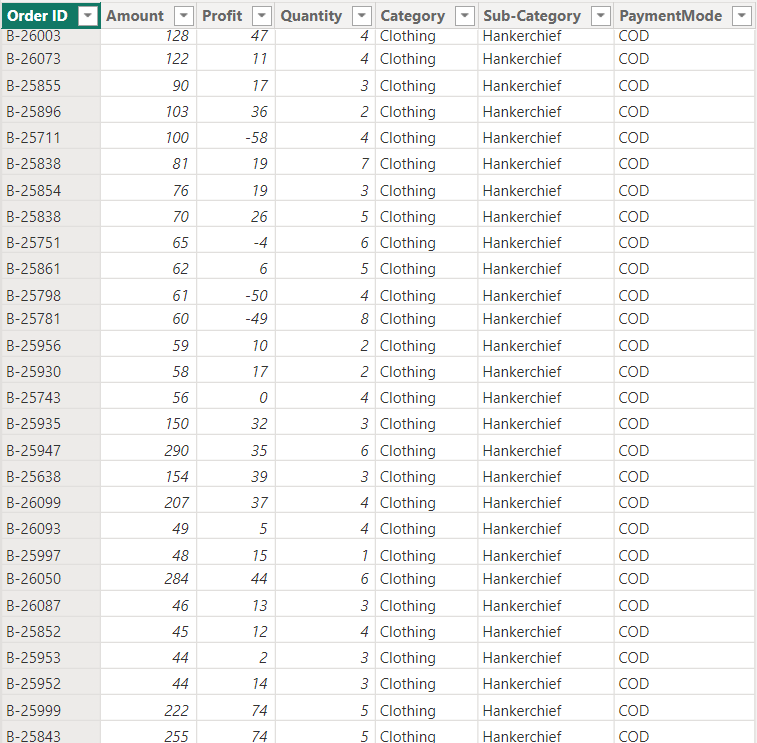 Order ID Amount Profit Quantity Category Sub-Category PaymentMode
B-26003 128 47 4 Clothing Hankerchief COD
B-26073 122 11 4 Clothing Hankerchief COD
B-25855 90 17 3 Clothing Hankerchief COD
B-25896 103 36 2 Clothing Hankerchief COD
B-25711 100 -58 4 Clothing Hankerchief COD
B-25838 81 19 7 Clothing Hankerchief COD
B-25854 76 19 3 Clothing Hankerchief COD
B-25838 70 26 5 Clothing Hankerchief COD
B-25751 65 -4 6 Clothing Hankerchief COD
B-25861 62 6 5 Clothing Hankerchief COD
B-25798 61 -50 4 Clothing Hankerchief COD
B-25781 60 -49 8 Clothing Hankerchief COD
B-25956 59 10 2 Clothing Hankerchief COD
B-25930 58 17 2 Clothing Hankerchief COD
B-25743 56 0 4 Clothing Hankerchief COD
B-25935 150 32 3 Clothing Hankerchief COD
B-25947 290 35 6 Clothing Hankerchief COD
B-25638 154 39 3 Clothing Hankerchief COD
B-26099 207 37 4 Clothing Hankerchief COD
B-26093 49 5 4 Clothing Hankerchief COD
B-25997 48 15 1 Clothing Hankerchief COD
B-26050 284 44 6 Clothing Hankerchief COD
B-26087 46 13 3 Clothing Hankerchief COD
B-25852 45 12 4 Clothing Hankerchief COD
B-25953 44 2 3 Clothing Hankerchief COD
B-25952 44 14 3 Clothing Hankerchief COD
B-25999 222 74 5 Clothing Hankerchief COD
B-25843 255 74 5 Clothing Hankerchief COD